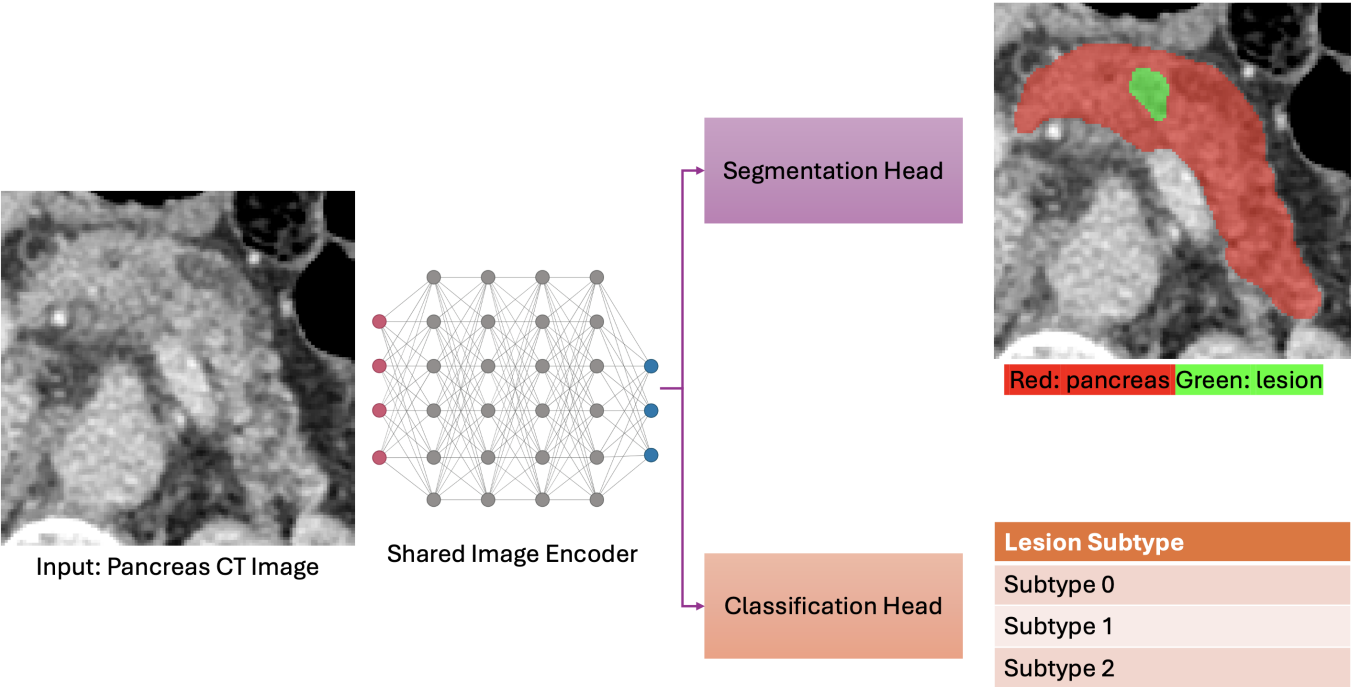 Segmentation Head
Red: pancreas Green: lesion
Input: Pancreas CT Image
Shared Image Encoder
Classification Head
Lesion Subtype
Subtype 0
Subtype 1
Subtype 2